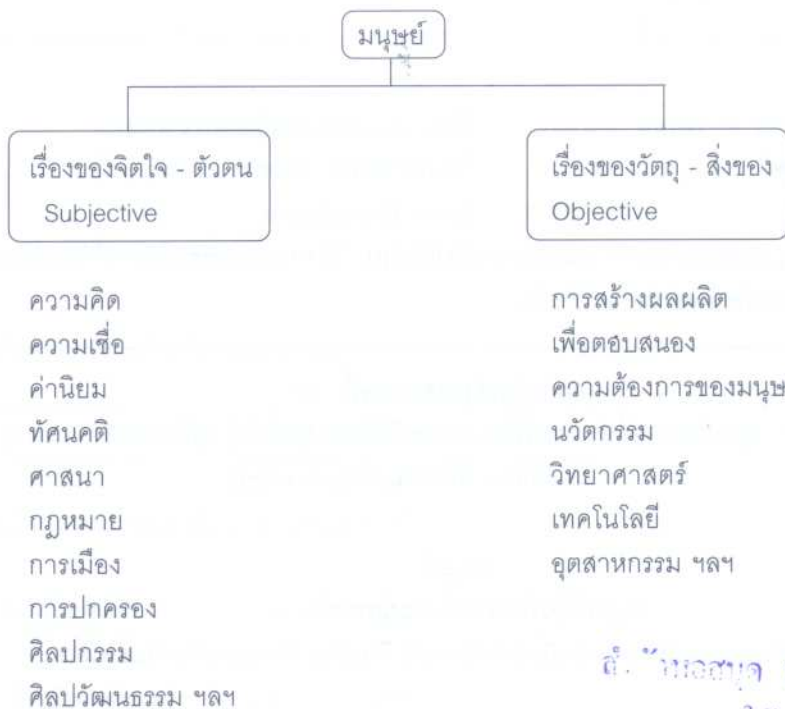 มนุษย์
เรื่องของจิตใจ - ตัวตน
Subjective
ความคิด
ความเชื่อ
ค่านิยม
ทัศนคติ
ศาสนา
กฎหมาย
การเมือง
การปกครอง
ศิลปกรรม
ศิลปวัฒนธรรม ฯลฯ
เรื่องของวัตถุ - สิ่งของ
Objective
การสร้างผลผลิต
เพื่อตอบสนอง
ความต้องการของมนุษ
นวัตกรรม
วิทยาศาสตร์
เทคโนโลยี
อุตสาหกรรม ฯลฯ